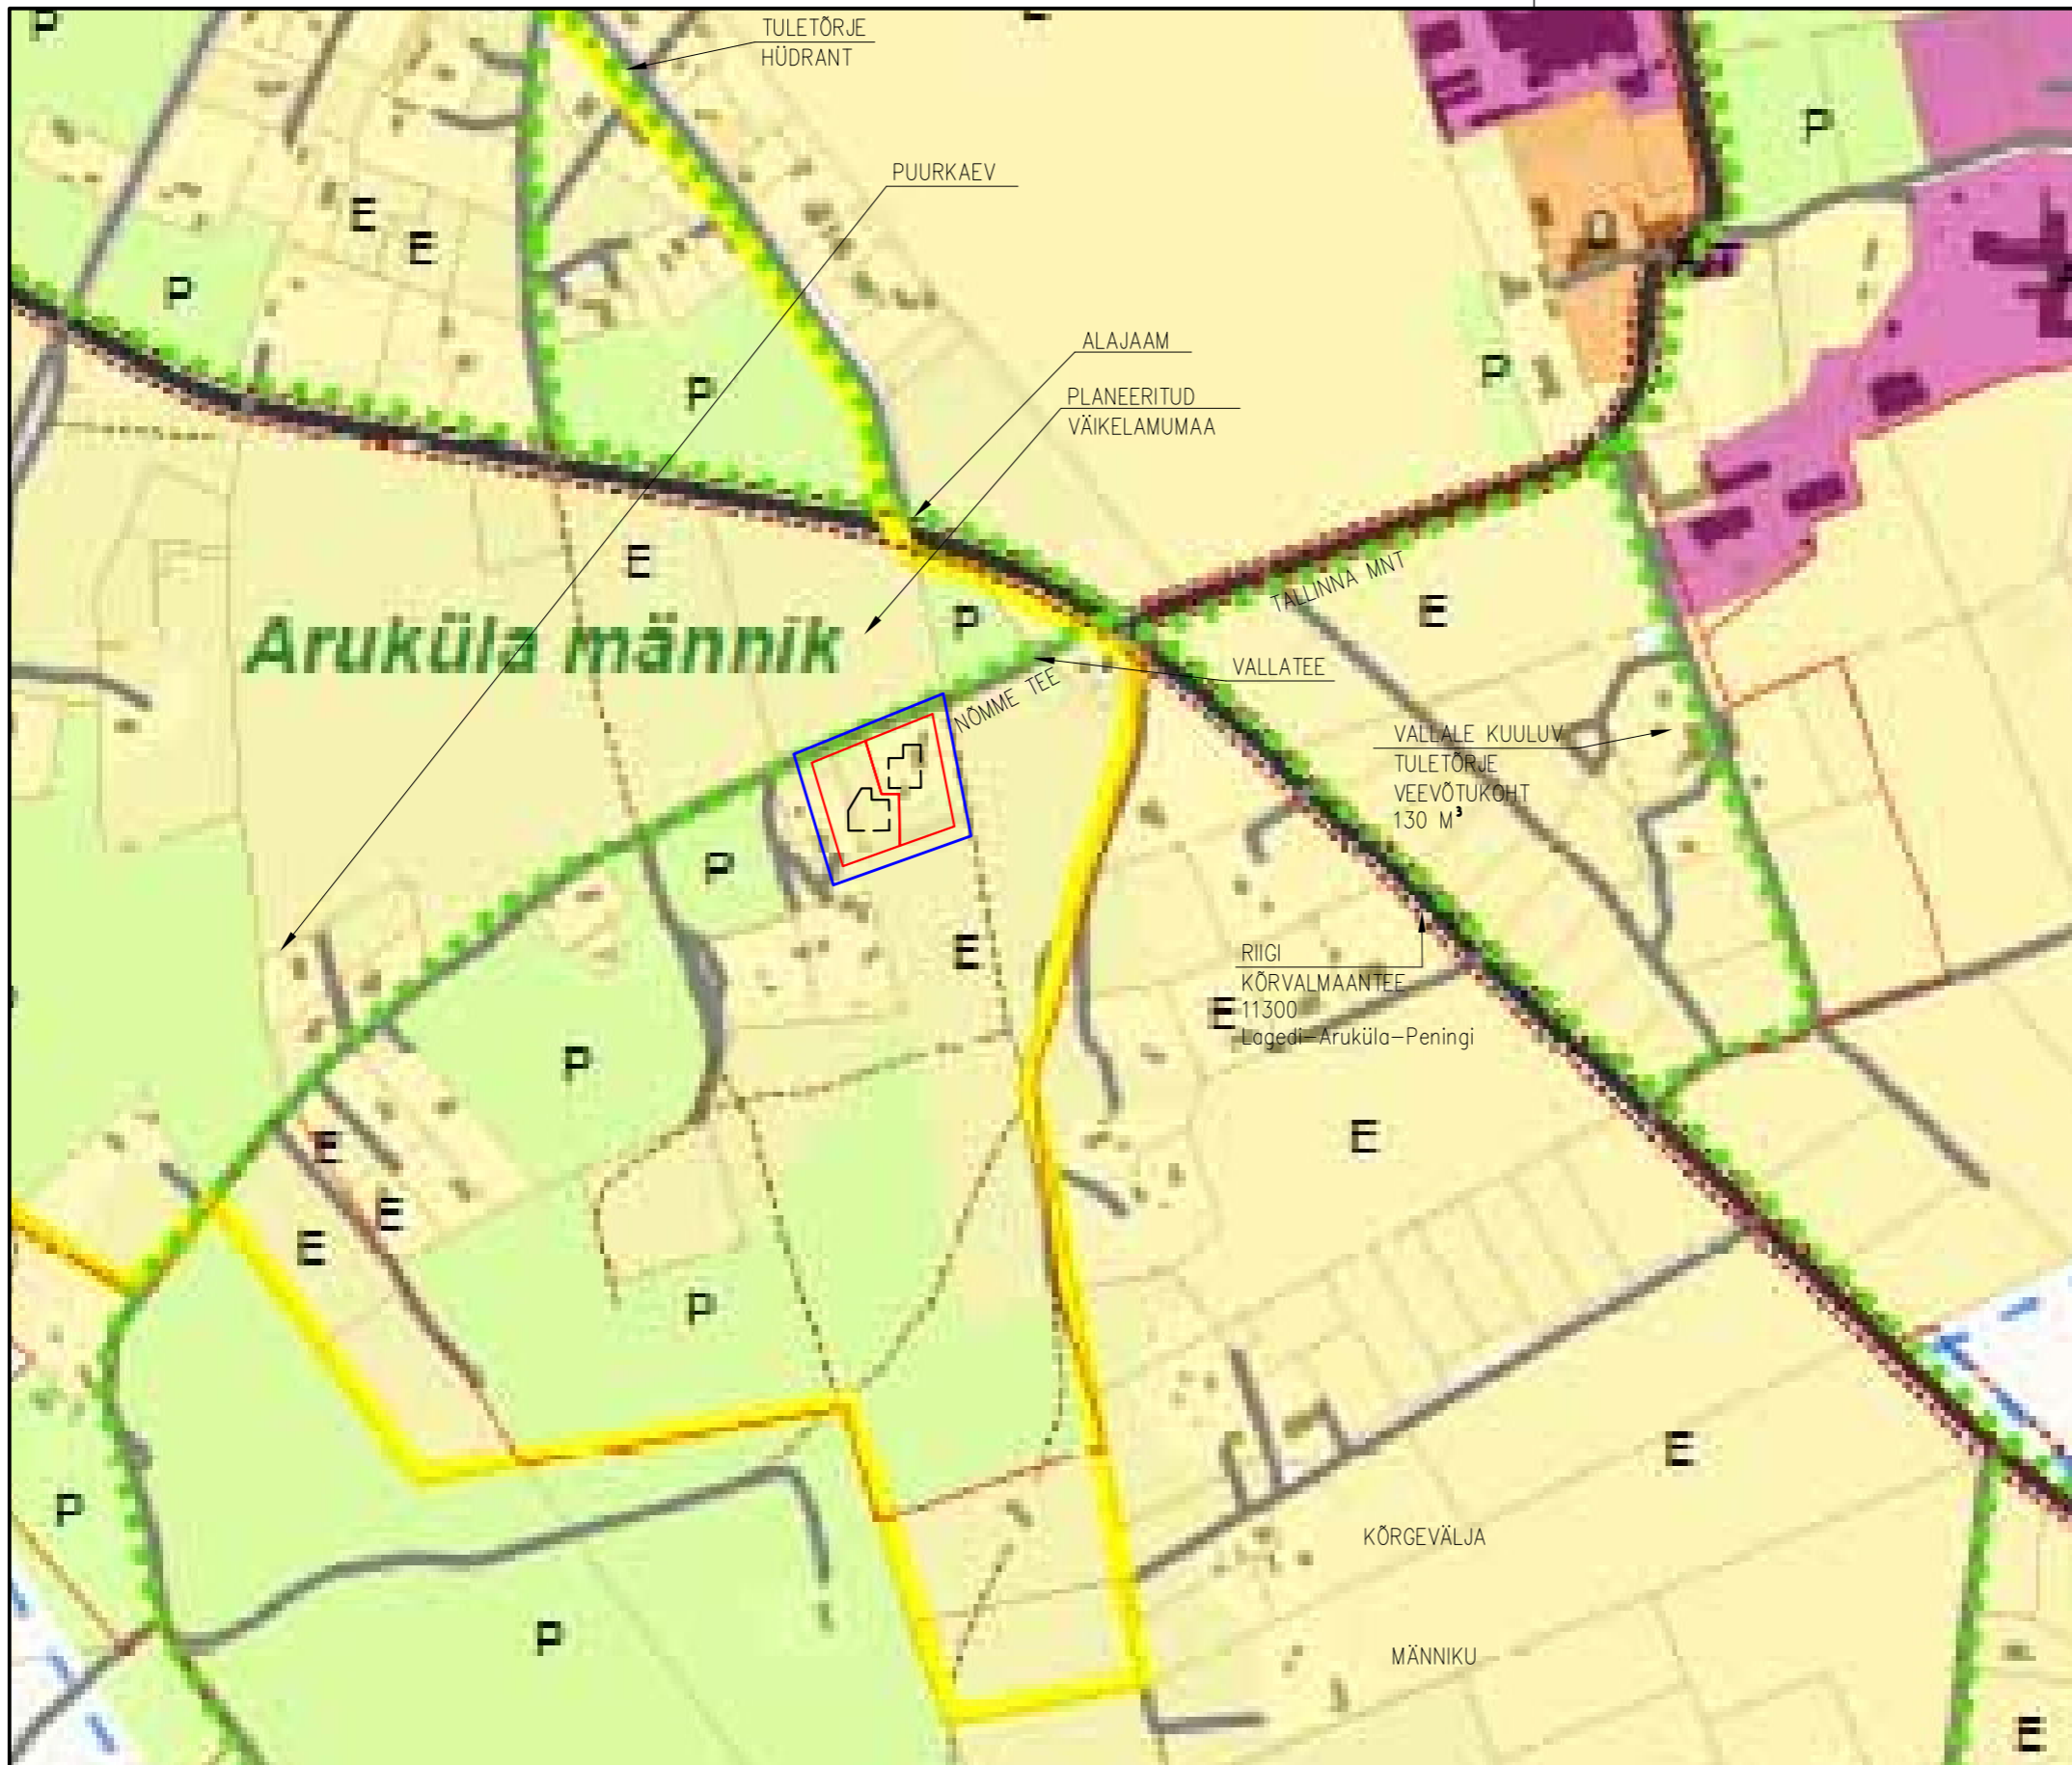 P
E
TULETÕRJE
HÜDRANT
P
PUURKAEV
E
E
P
ALAJAAM
P
P
PLANEERITUD
VÄIKELAMUMAA
E
TALLINNA MNT
E
P
Aruküla männik
VALLATEE
NÕMME TEE
VALLALE KUULUV
TULETÕRJE
VEEVÕTUKOHT
130 M³
P
E
RIIGI
KÕRVALMAANTEE
E
11300
Lagedi-Aruküla-Peningi
P
E
E
E
E
P
E
P
KÕRGEVÄLJA
P
MÄNNIKU
E